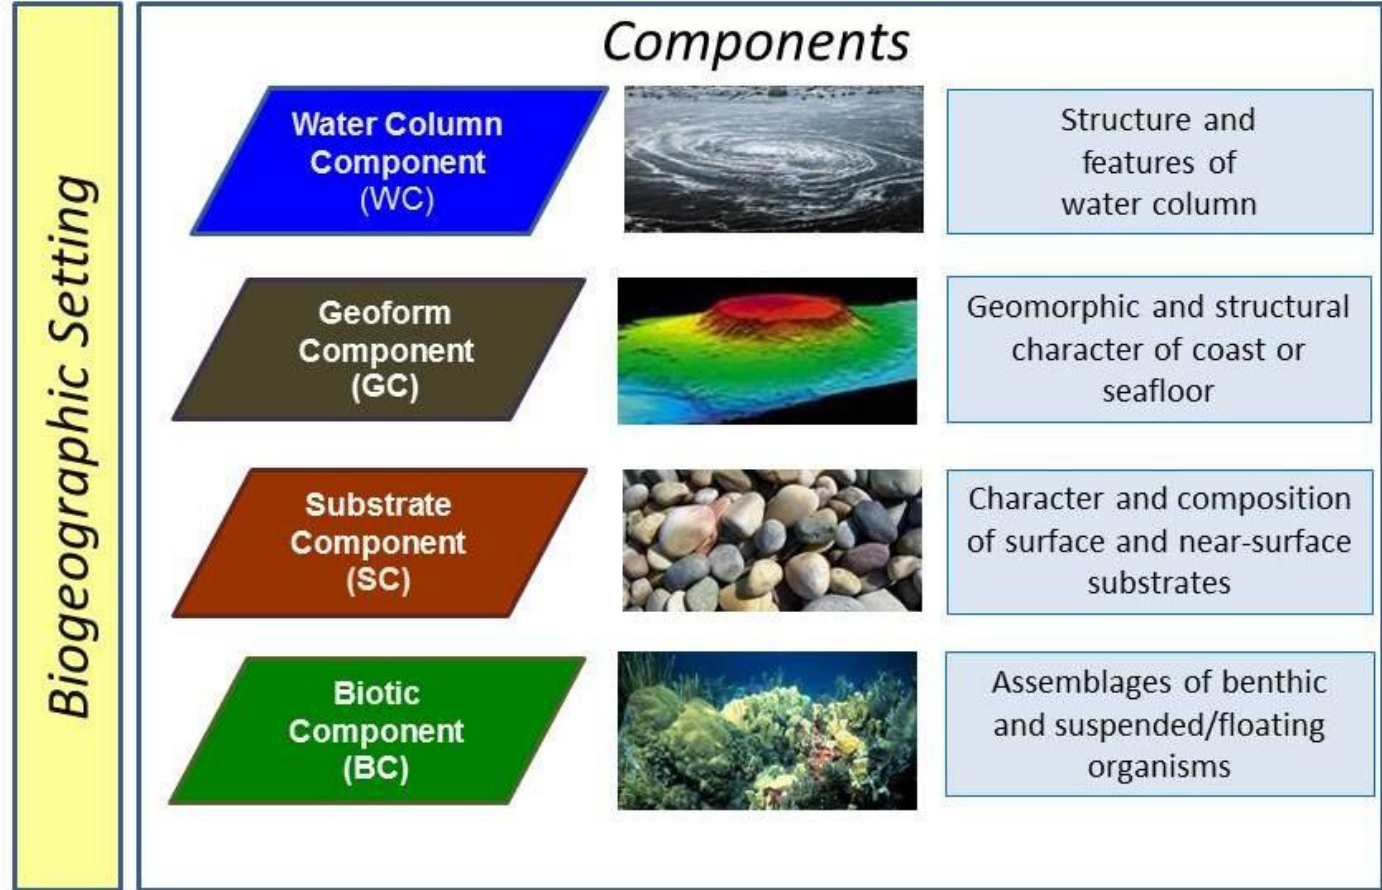 Biogeographic Setting
Components
Water Column
Component
(WC)
Structure and
features of
water column
Geoform
Component
(GC)
Geomorphic and structural
character of coast or
seafloor
Substrate
Component
(SC)
Character and composition
of surface and near-surface
substrates
Biotic
Component
(BC)
Assemblages of benthic
and suspended/floating
organisms